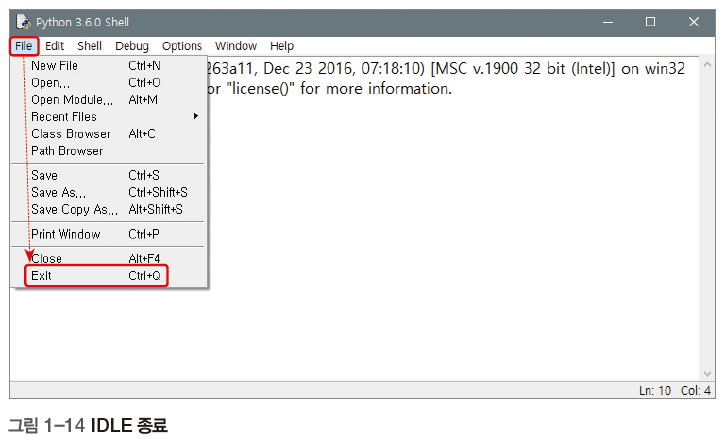 Python 3.6.0 Shell
File Edit Shell Debug Options Window Help
New File Ctrl+N
Open... Ctrl+O
Open Module... Alt+M
Recent Files
Class Browser Alt+C
Path Browser
Save Ctrl+S
Save As... Ctrl+Shift+S
Save Copy As... Alt+Shift+S
Print Window Ctrl+P
Close Alt+F4
Exit Ctrl+Q
263a11, Dec 23 2016, 07:18:10) [MSC v.1900 32 bit (Intel)] on win32
or "license()" for more information.
Ln: 10 Col: 4
그림 1-14 IDLE 종료